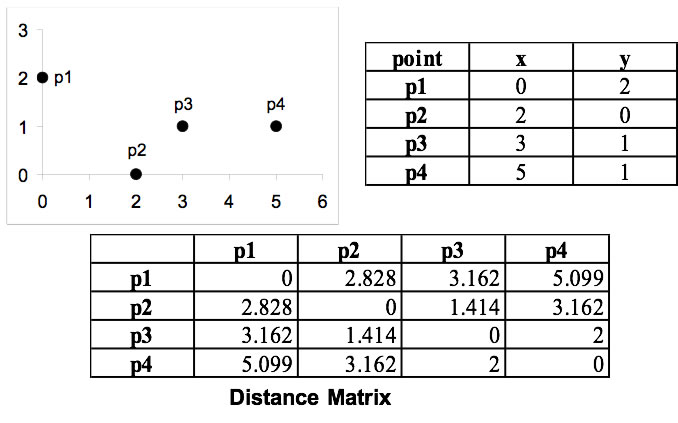 3
2 p1
p3 p4
1
p2
0
0 1 2 3 4 5 6
point x y
p1 0 2
p2 2 0
p3 3 1
p4 5 1
p1 p2 p3 p4
p1 0 2.828 3.162 5.099
p2 2.828 0 1.414 3.162
p3 3.162 1.414 0 2
p4 5.099 3.162 2 0
Distance Matrix